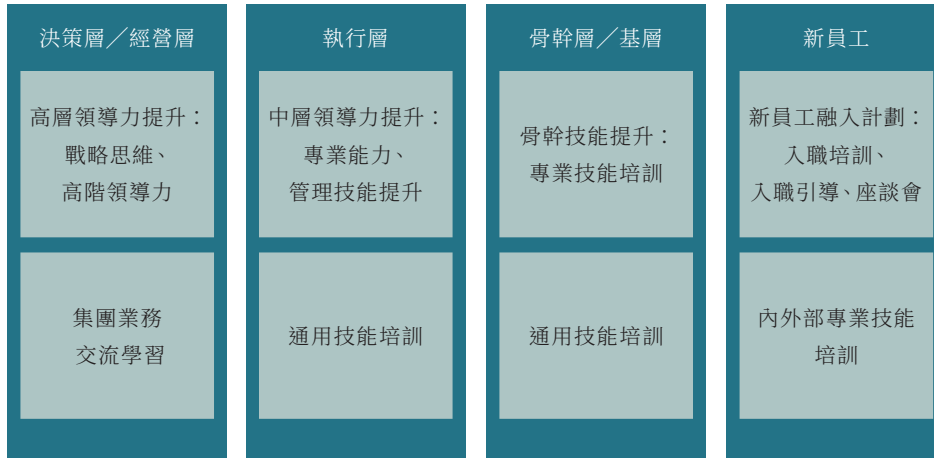 決策層／經營層
高層領導力提升：
戰略思維、
高階領導力
集團業務
交流學習
執行層
中層領導力提升：
專業能力、
管理技能提升
通用技能培訓
骨幹層／基層
骨幹技能提升：
專業技能培訓
通用技能培訓
新員工
新員工融入計劃：
入職培訓、
入職引導、座談會
內外部專業技能
培訓